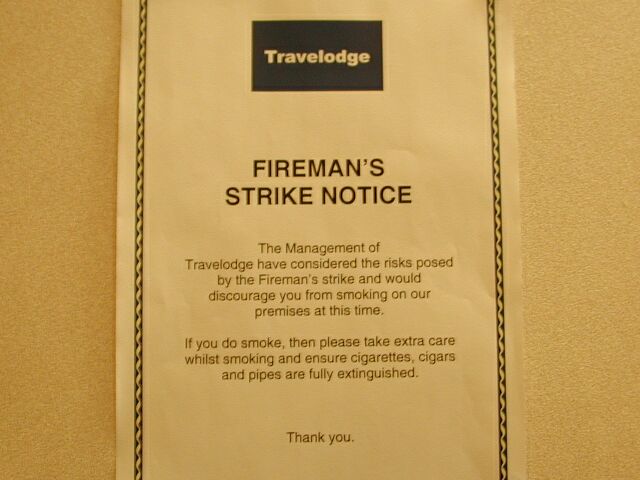 Travelodge
FIREMAN'S
STRIKE NOTICE
The Management of
Travelodge have considered the risks posed
by the Fireman's strike and would
discourage you from smoking on our
premises at this time.
If you do smoke, then please take extra care
whilst smoking and ensure cigarettes, cigars
and pipes are fully extinguished.
Thank you.